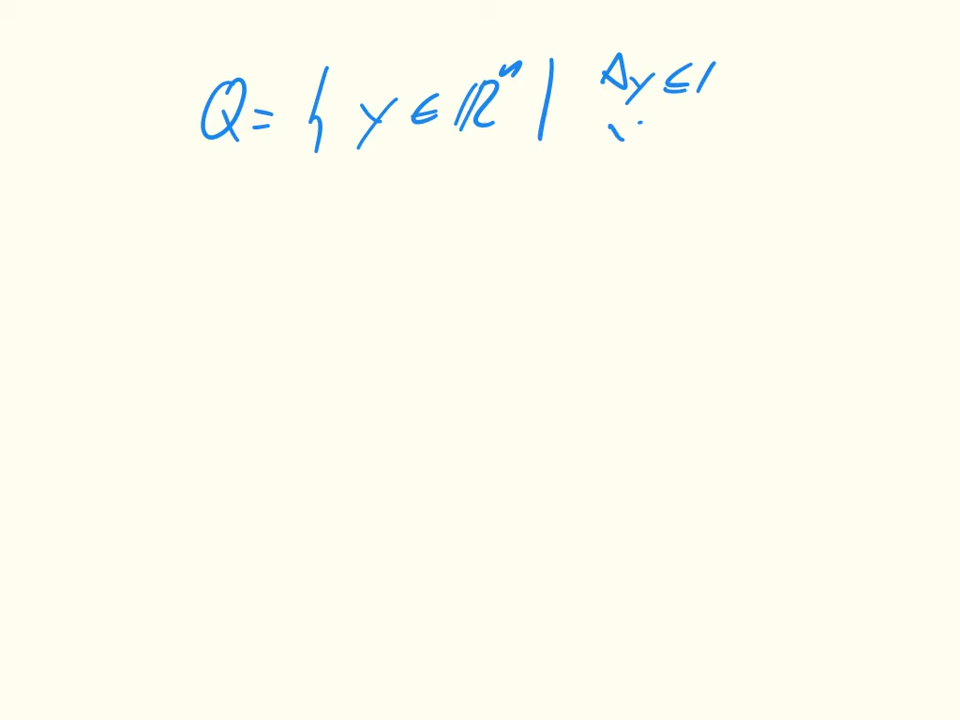 Q = { y ∈ ℝⁿ | Ay ≤ 1